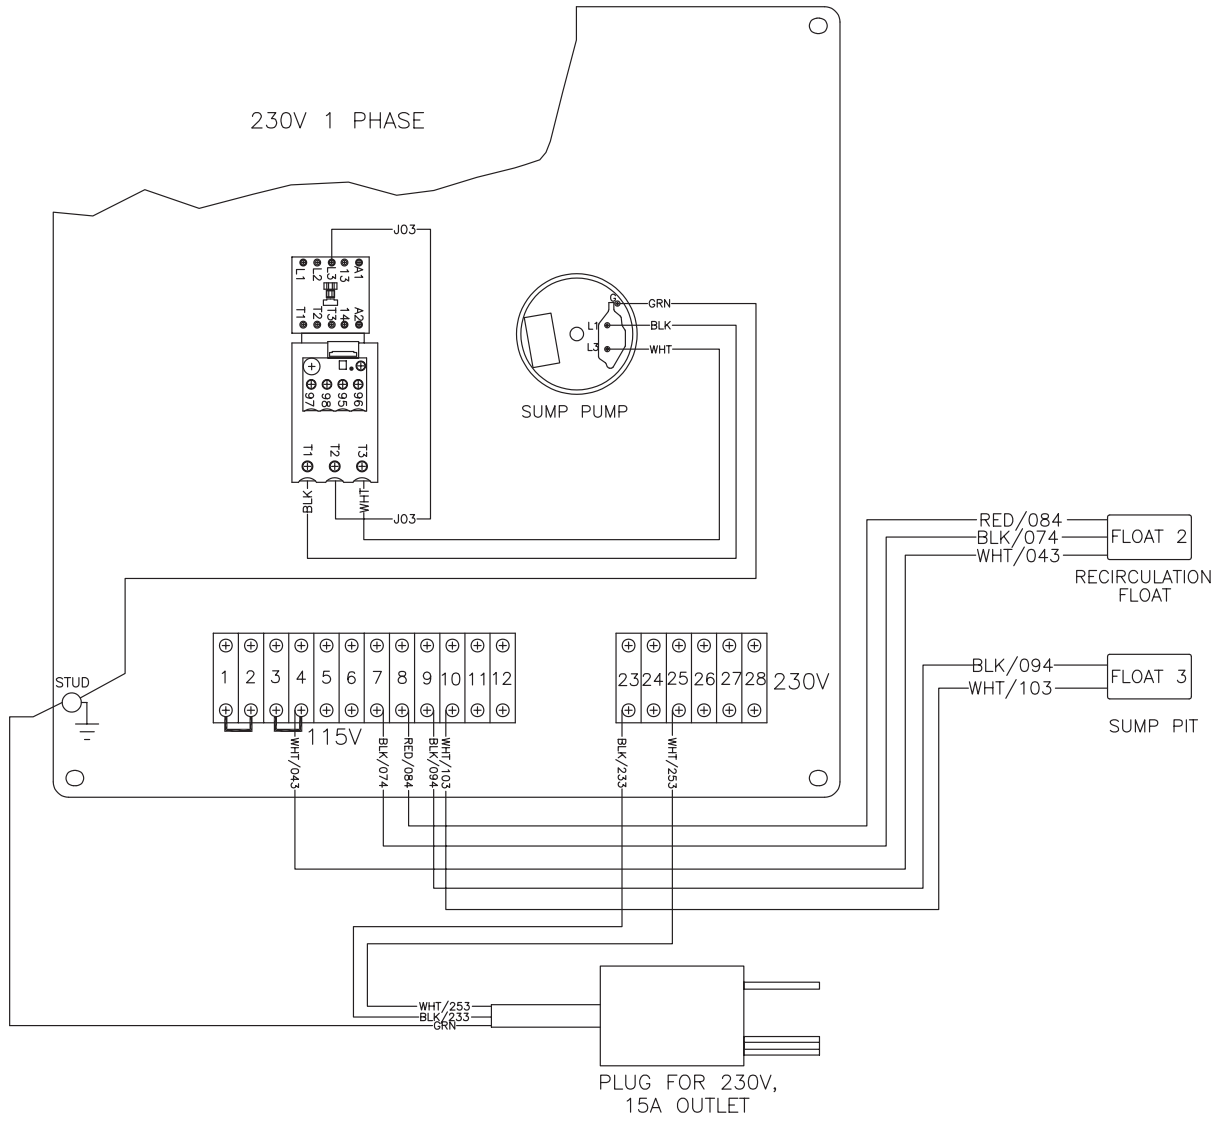 230V 1 PHASE
J03
L1 L2 L3 13 A1
T1 T2 T3 14 A2
97 98 95 96
T1 T2 T3
BLK
WHT
J03
G
GRN
L1
BLK
L3
WHT
SUMP PUMP
RED/084
BLK/074
WHT/043
FLOAT 2
RECIRCULATION
FLOAT
BLK/094
WHT/103
FLOAT 3
SUMP PIT
STUD
1 2 3 4 5 6 7 8 9 10 11 12
115V
23 24 25 26 27 28
230V
WHT/043
BLK/074
RED/084
BLK/094
WHT/103
BLK/233
WHT/253
WHT/253
BLK/233
GRN
PLUG FOR 230V,
15A OUTLET